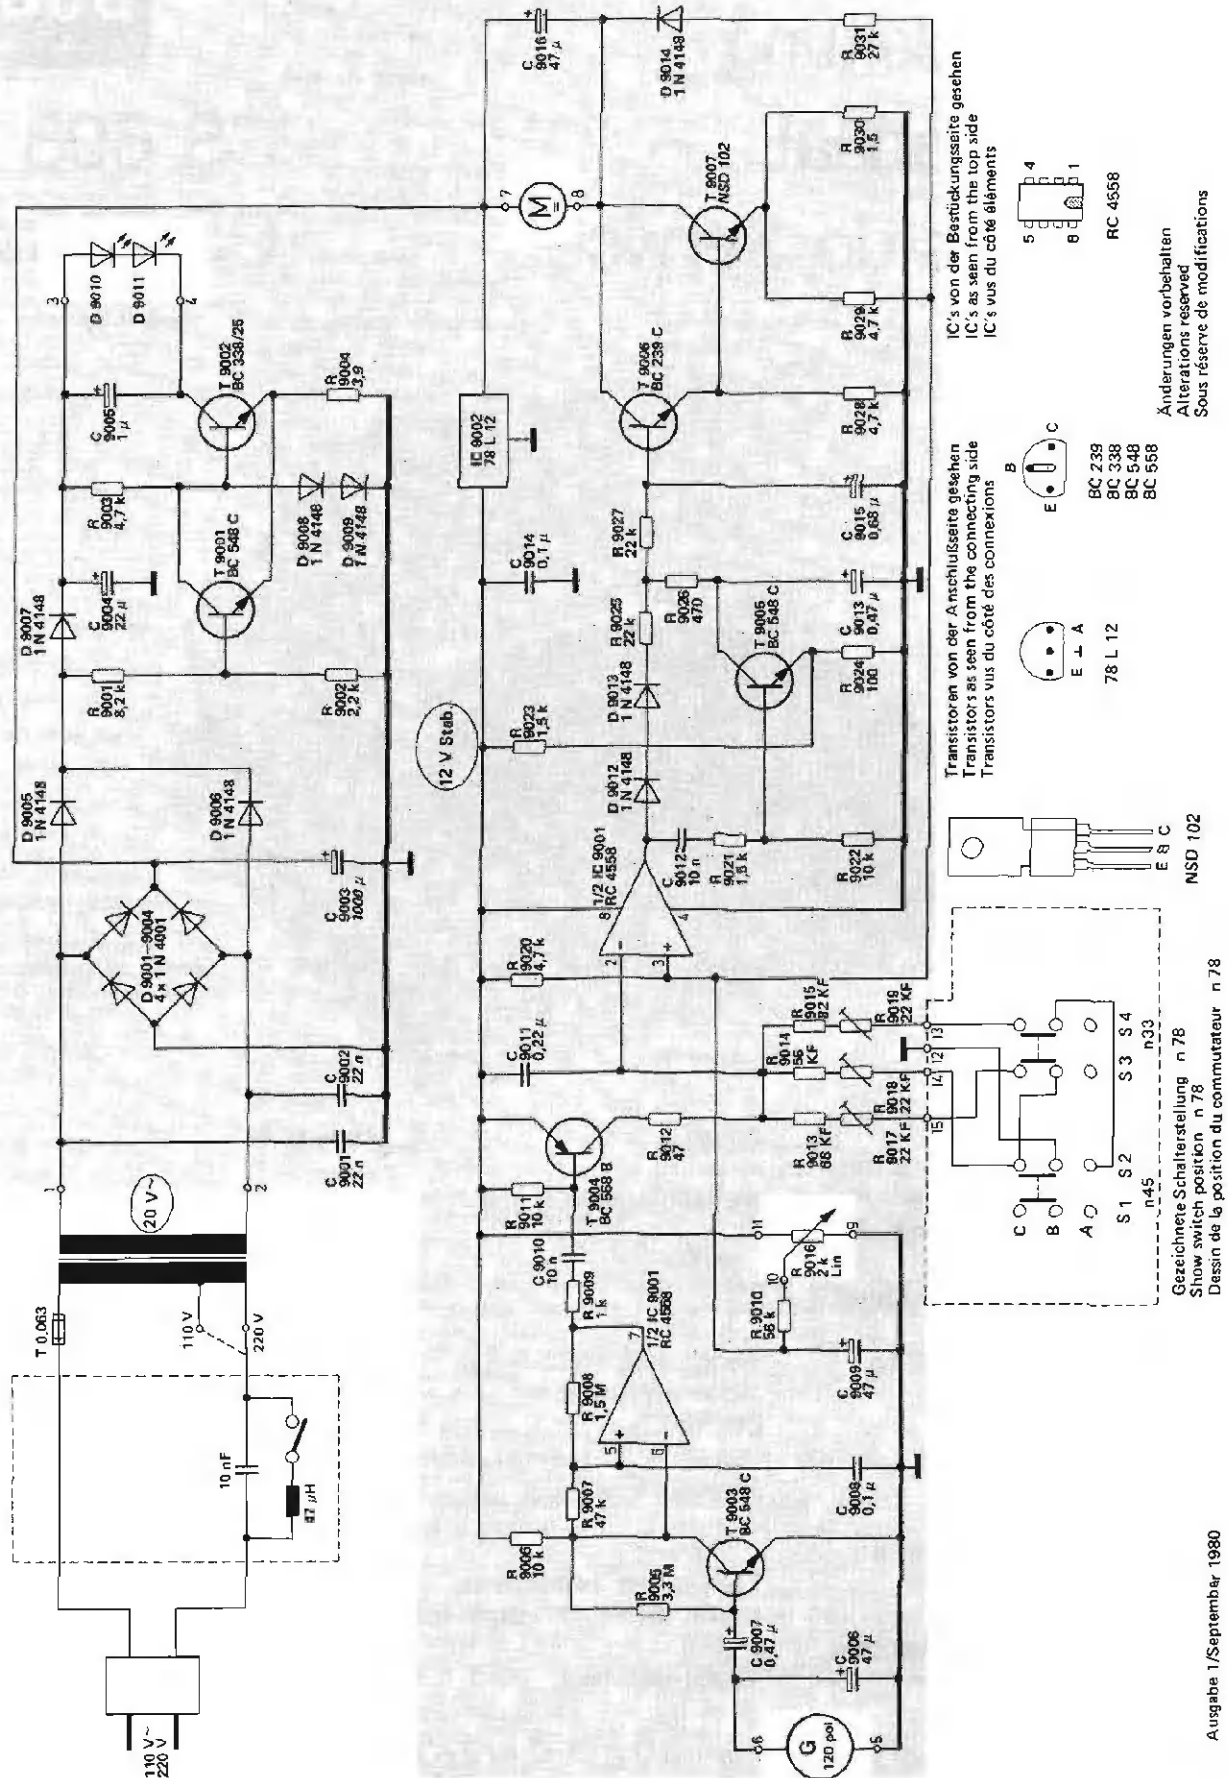 110 V~
220 V
10 nF
47 µH
T 0.063
110 V
220 V
20 V~
1
2
C
9001
22 n
C
9002
22 n
D 9001–9004
4 x 1 N 4001
C
9003
1000 µ
D 9005
1 N 4148
D 9006
1 N 4148
R
9001
8,2 k
R
9002
2,2 k
D 9007
1 N 4148
C
9004
22 µ
T 9001
BC 548 C
R
9003
4,7 k
D 9008
1 N 4148
D 9009
1 N 4148
C
9005
1 µ
T 9002
BC 338/25
R
9004
3,9
3
D 9010
D 9011
4
G
120 pol
6
5
C 9007
0,47 µ
C
9006
47 µ
R
9005
3,3 M
R
9006
10 k
T 9003
BC 548 C
R 9007
47 k
R 9008
1,5 M
5
6
7
1/2 IC 9001
RC 4558
C
9008
0,1 µ
R 9009
1 k
C 9010
10 n
R
9011
10 k
T 9004
BC 558 B
R
9012
47
R 9010
56 k
C
9009
47 µ
11
10
9
R
9016
2 k
Lin
C
9011
0,22 µ
R
9020
4,7 k
R
9013
68 KF
R
9014
56
KF
R
9015
82 KF
R
9017
22 KF
R
9018
22 KF
R
9019
22 KF
15
14
12
13
2
3
8
4
1/2 IC 9001
RC 4558
C
9012
10 n
R
9021
1,5 k
R
9022
10 k
12 V Stab.
R
9023
1,5 k
D 9012
1 N 4148
D 9013
1 N 4148
R 9025
22 k
T 9005
BC 548 C
R
9024
100
R
9026
470
C
9013
0,47 µ
C
9014
0,1 µ
R 9027
22 k
C
9015
0,68 µ
IC 9002
78 L 12
T 9006
BC 239 C
R
9028
4,7 k
R
9029
4,7 k
T 9007
NSD 102
R
9030
1,5
7
M
8
C
9016
47 µ
D 9014
1 N 4148
R
9031
27 k
C
B
A
S 1
S 2
S 3
S 4
n45
n33
Gezeichnete Schalterstellung n 78
Show switch position n 78
Dessin de la position du commutateur n 78
E B C
NSD 102
Transistoren von der Anschlußseite gesehen
Transistors as seen from the connecting side
Transistors vus du côté des connexions
E ⊥ A
78 L 12
E
B
C
BC 239
BC 338
BC 548
BC 558
IC's von der Bestückungsseite gesehen
IC's as seen from the top side
IC's vus du côté éléments
5
4
8
1
RC 4558
Änderungen vorbehalten
Alterations reserved
Sous réserve de modifications
Ausgabe 1/September 1980